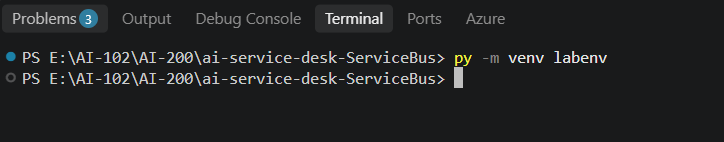 Problems 3 Output Debug Console Terminal Ports Azure
PS E:\AI-102\AI-200\ai-service-desk-ServiceBus> py -m venv labenv
PS E:\AI-102\AI-200\ai-service-desk-ServiceBus>